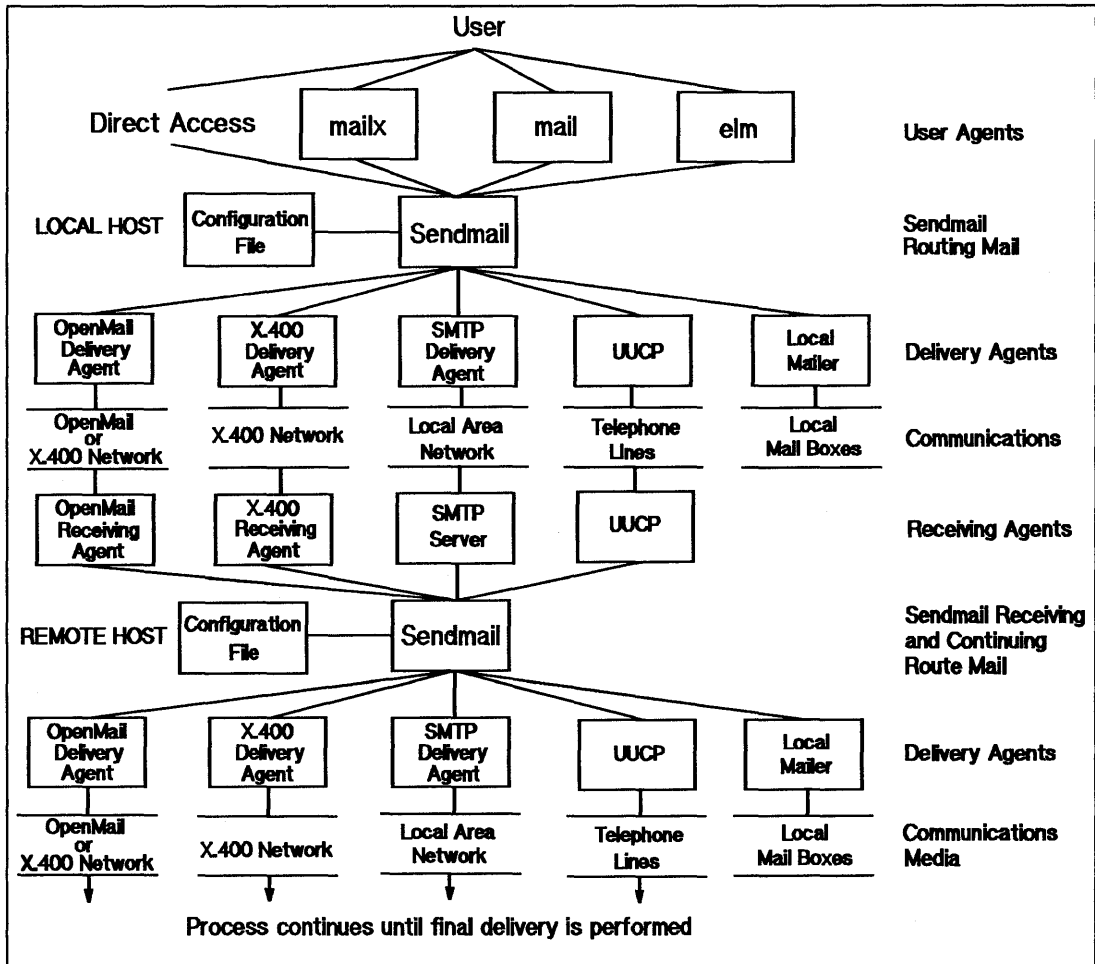 User
Direct Access
mailx
mail
elm
User Agents
LOCAL HOST
Configuration
File
Sendmail
Sendmail
Routing Mail
OpenMail
Delivery
Agent
X.400
Delivery
Agent
SMTP
Delivery
Agent
UUCP
Local
Mailer
Delivery Agents
OpenMail
or
X.400 Network
X.400 Network
Local Area
Network
Telephone
Lines
Local
Mail Boxes
Communications
OpenMail
Receiving
Agent
X.400
Receiving
Agent
SMTP
Server
UUCP
Receiving Agents
REMOTE HOST
Configuration
File
Sendmail
Sendmail Receiving
and Continuing
Route Mail
OpenMail
Delivery
Agent
X.400
Delivery
Agent
SMTP
Delivery
Agent
UUCP
Local
Mailer
Delivery Agents
OpenMail
or
X.400 Network
X.400 Network
Local Area
Network
Telephone
Lines
Local
Mail Boxes
Communications
Media
Process continues until final delivery is performed